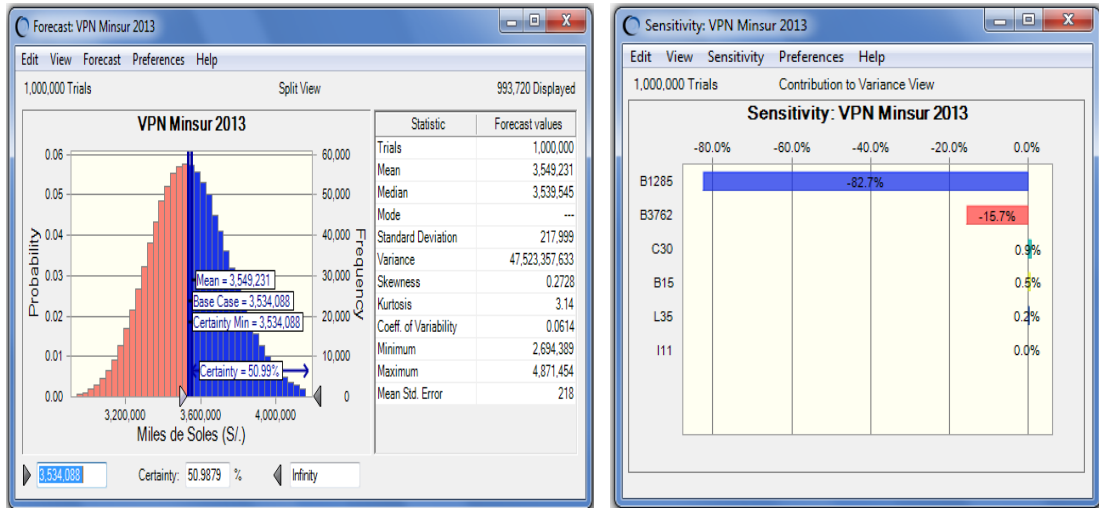 Forecast: VPN Minsur 2013
Edit View Forecast Preferences Help
1,000,000 Trials Split View 993,720 Displayed
VPN Minsur 2013
0.06
0.05
0.04
0.03
0.02
0.01
0.00
Probability
60,000
50,000
40,000
30,000
20,000
10,000
0
Frequency
Mean = 3,549,231
Base Case = 3,534,088
Certainty Min = 3,534,088
Certainty = 50.99%
3,200,000 3,600,000 4,000,000
Miles de Soles (S/.)
Statistic Forecast values
Trials 1,000,000
Mean 3,549,231
Median 3,539,545
Mode ---
Standard Deviation 217,999
Variance 47,523,357,633
Skewness 0.2728
Kurtosis 3.14
Coeff. of Variability 0.0614
Minimum 2,694,389
Maximum 4,871,454
Mean Std. Error 218
3,534,088 Certainty: 50.9879 % Infinity
Sensitivity: VPN Minsur 2013
Edit View Sensitivity Preferences Help
1,000,000 Trials Contribution to Variance View
Sensitivity: VPN Minsur 2013
-80.0% -60.0% -40.0% -20.0% 0.0%
B1285 -82.7%
B3762 -15.7%
C30 0.9%
B15 0.5%
L35 0.2%
I11 0.0%